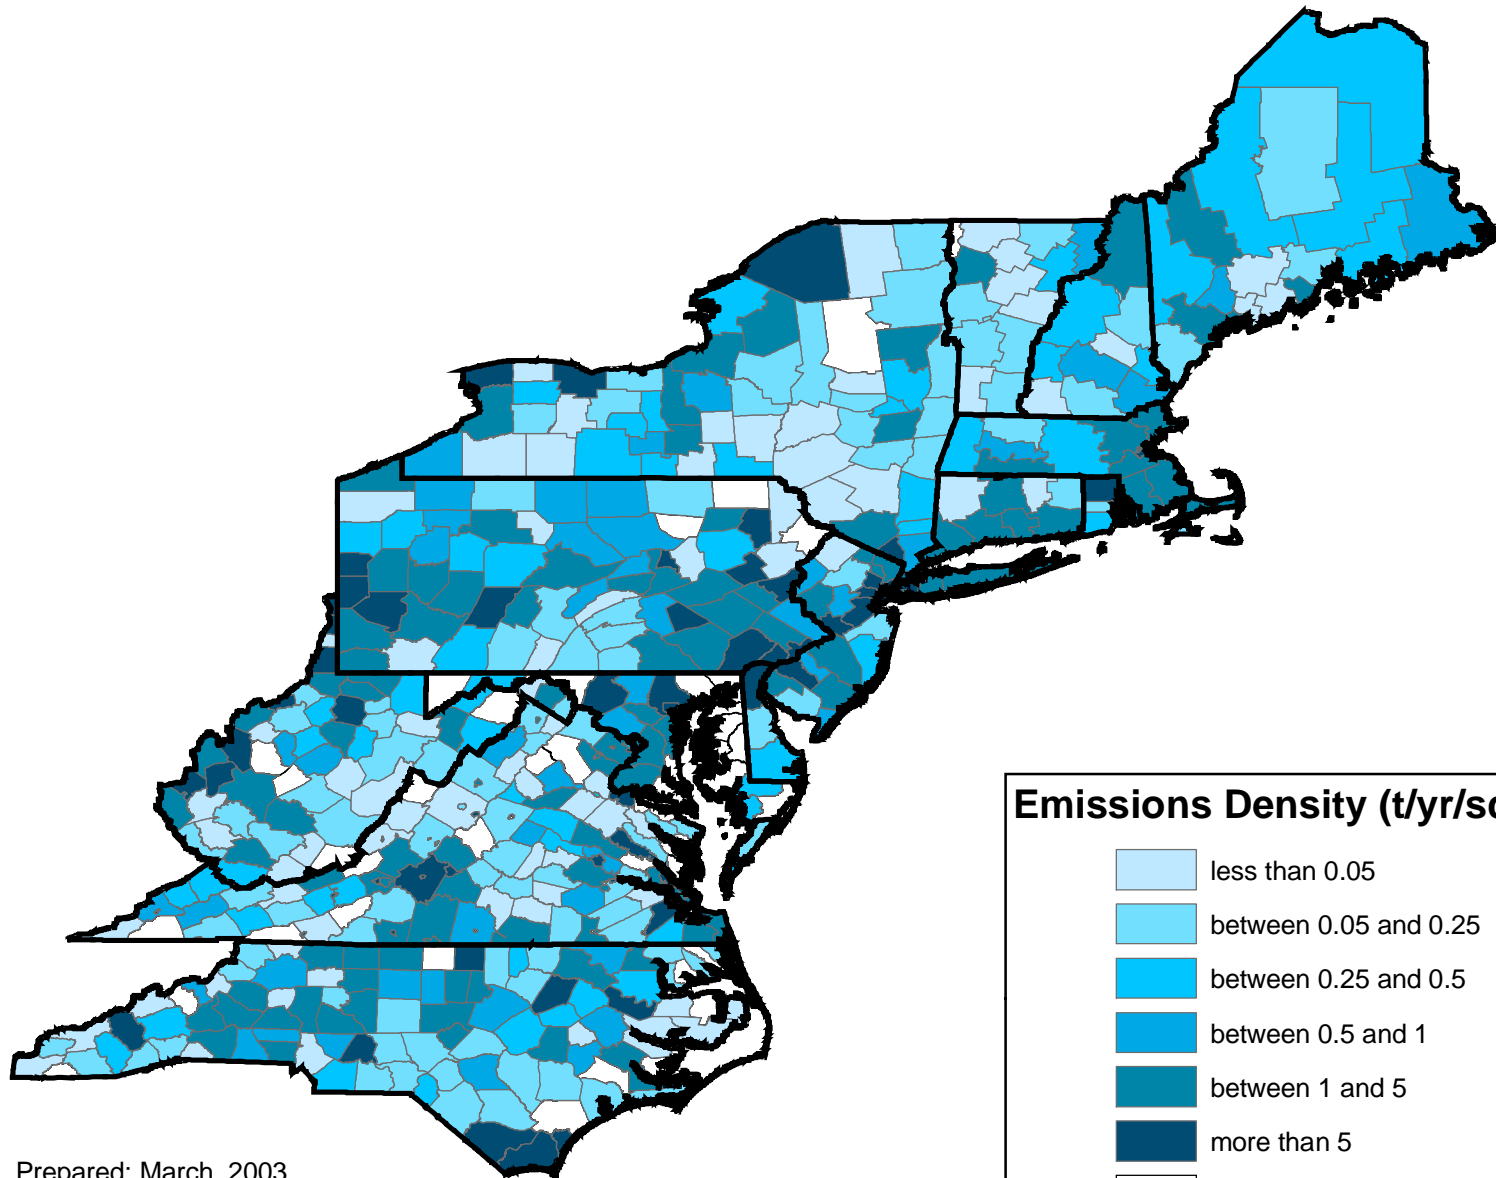 Emissions Density (t/yr/sq
less than 0.05
between 0.05 and 0.25
between 0.25 and 0.5
between 0.5 and 1
between 1 and 5
more than 5
Prepared: March, 2003